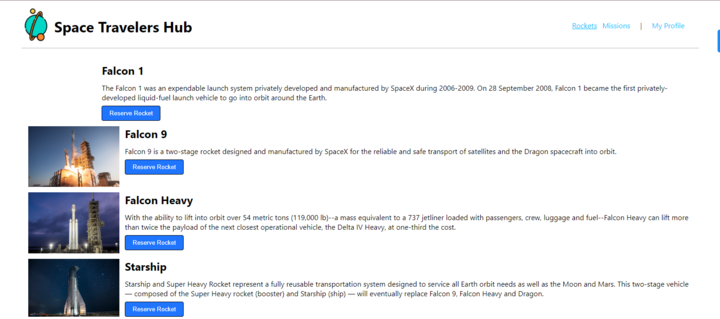 Space Travelers Hub
Rockets Missions | My Profile
Falcon 1
The Falcon 1 was an expendable launch system privately developed and manufactured by SpaceX during 2006-2009. On 28 September 2008, Falcon 1 became the first privately-
developed liquid-fuel launch vehicle to go into orbit around the Earth.
Reserve Rocket
Falcon 9
Falcon 9 is a two-stage rocket designed and manufactured by SpaceX for the reliable and safe transport of satellites and the Dragon spacecraft into orbit.
Reserve Rocket
Falcon Heavy
With the ability to lift into orbit over 54 metric tons (119,000 lb)--a mass equivalent to a 737 jetliner loaded with passengers, crew, luggage and fuel--Falcon Heavy can lift more
than twice the payload of the next closest operational vehicle, the Delta IV Heavy, at one-third the cost.
Reserve Rocket
Starship
Starship and Super Heavy Rocket represent a fully reusable transportation system designed to service all Earth orbit needs as well as the Moon and Mars. This two-stage vehicle
— composed of the Super Heavy rocket (booster) and Starship (ship) — will eventually replace Falcon 9, Falcon Heavy and Dragon.
Reserve Rocket